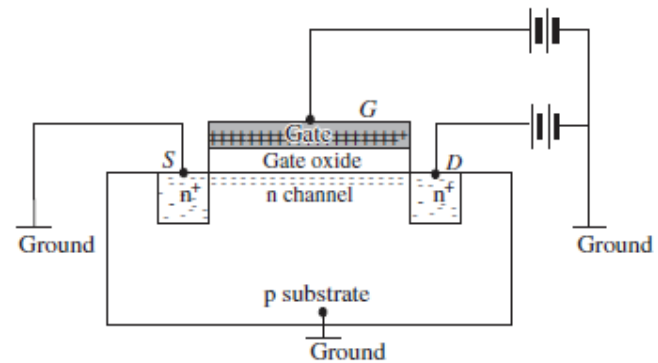 G
+++++++Gate+++++++
S
Gate oxide
D
n+
n channel
n+
Ground
Ground
p substrate
Ground